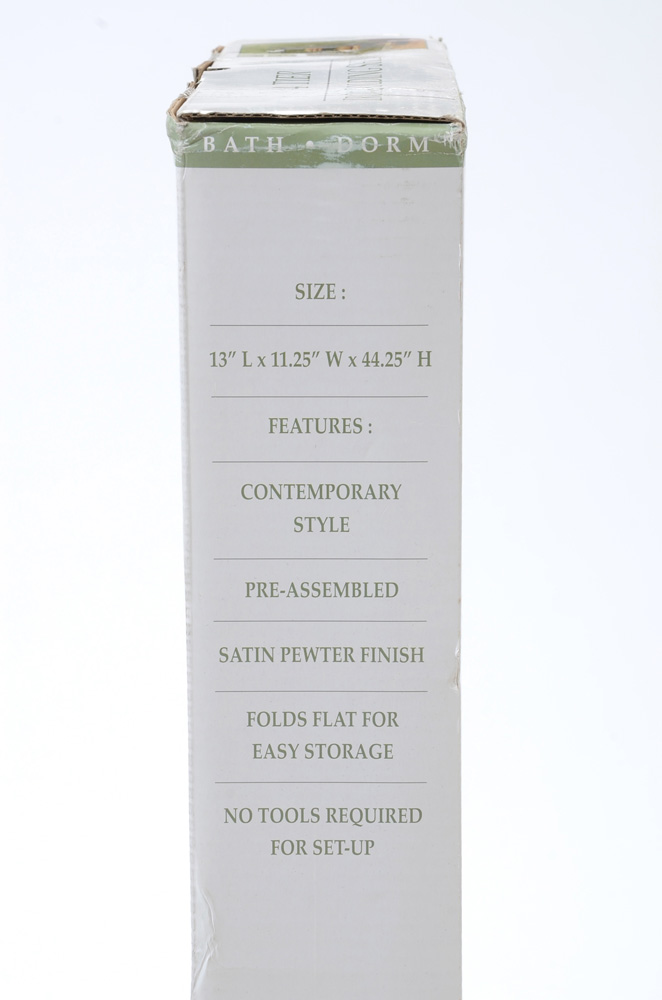 BATH • DORM
SIZE :
13" L x 11.25" W x 44.25" H
FEATURES :
CONTEMPORARY
STYLE
PRE-ASSEMBLED
SATIN PEWTER FINISH
FOLDS FLAT FOR
EASY STORAGE
NO TOOLS REQUIRED
FOR SET-UP